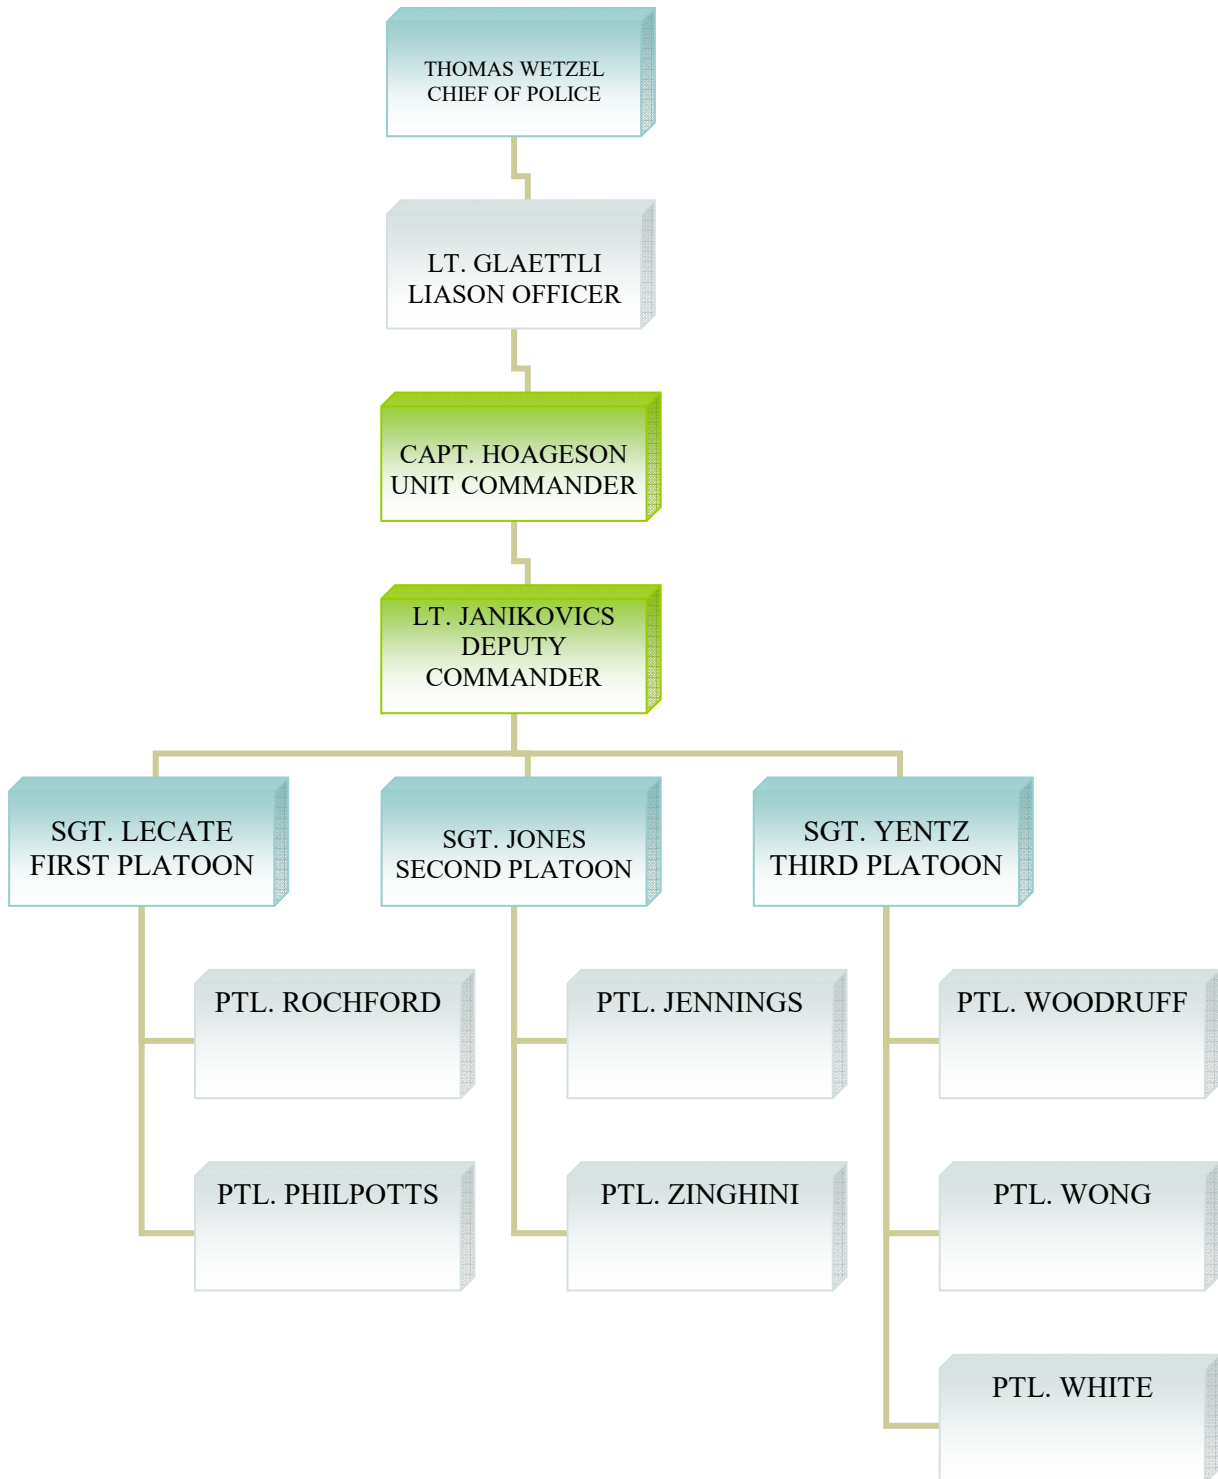 THOMAS WETZEL
CHIEF OF POLICE
LT. GLAETTLI
LIASON OFFICER
CAPT. HOAGESON
UNIT COMMANDER
LT. JANIKOVICS
DEPUTY
COMMANDER
SGT. LECATE
FIRST PLATOON
SGT. JONES
SECOND PLATOON
SGT. YENTZ
THIRD PLATOON
PTL. ROCHFORD
PTL. JENNINGS
PTL. WOODRUFF
PTL. PHILPOTTS
PTL. ZINGHINI
PTL. WONG
PTL. WHITE